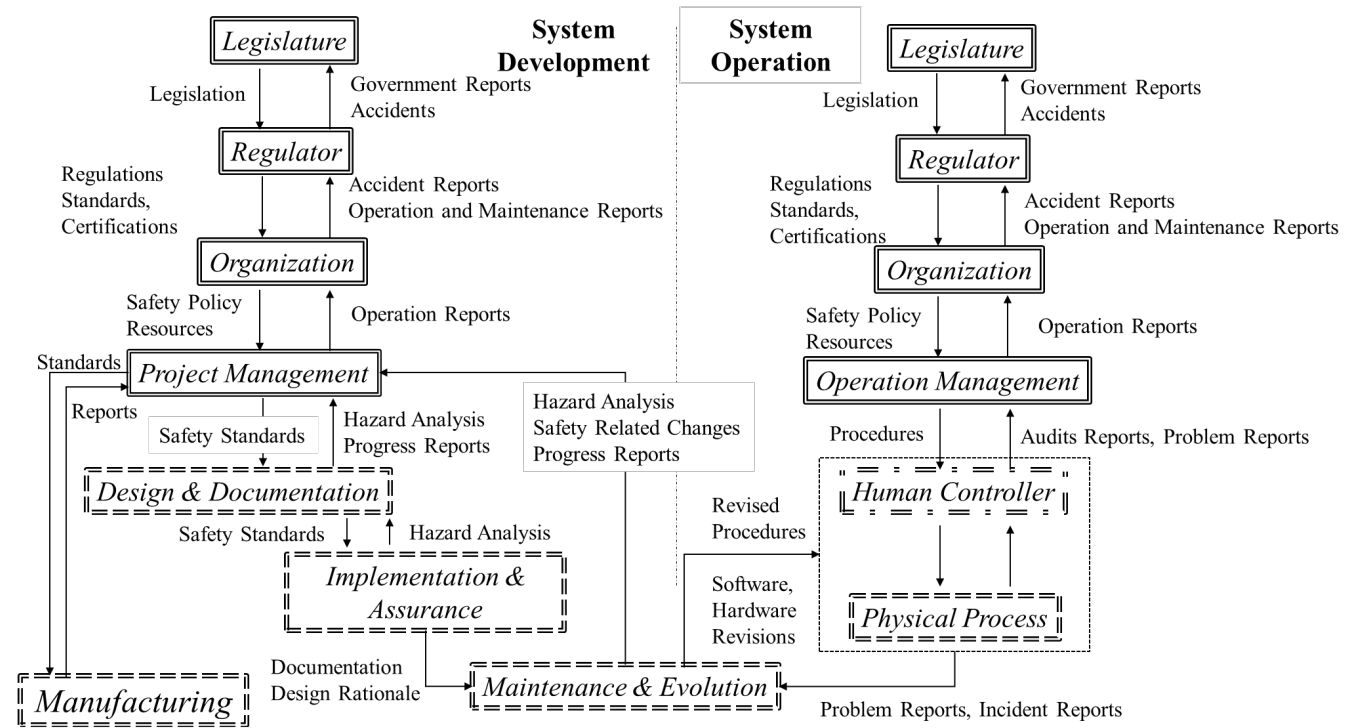 System
Development
System
Operation
Legislature
Legislation
Government Reports
Accidents
Regulator
Regulations
Standards,
Certifications
Accident Reports
Operation and Maintenance Reports
Organization
Safety Policy
Resources
Operation Reports
Standards
Project Management
Reports
Safety Standards
Hazard Analysis
Progress Reports
Design & Documentation
Safety Standards
Hazard Analysis
Implementation &
Assurance
Documentation
Design Rationale
Manufacturing
Maintenance & Evolution
Hazard Analysis
Safety Related Changes
Progress Reports
Legislature
Legislation
Government Reports
Accidents
Regulator
Regulations
Standards,
Certifications
Accident Reports
Operation and Maintenance Reports
Organization
Safety Policy
Resources
Operation Reports
Operation Management
Procedures
Audits Reports, Problem Reports
Human Controller
Revised
Procedures
Software,
Hardware
Revisions
Physical Process
Problem Reports, Incident Reports